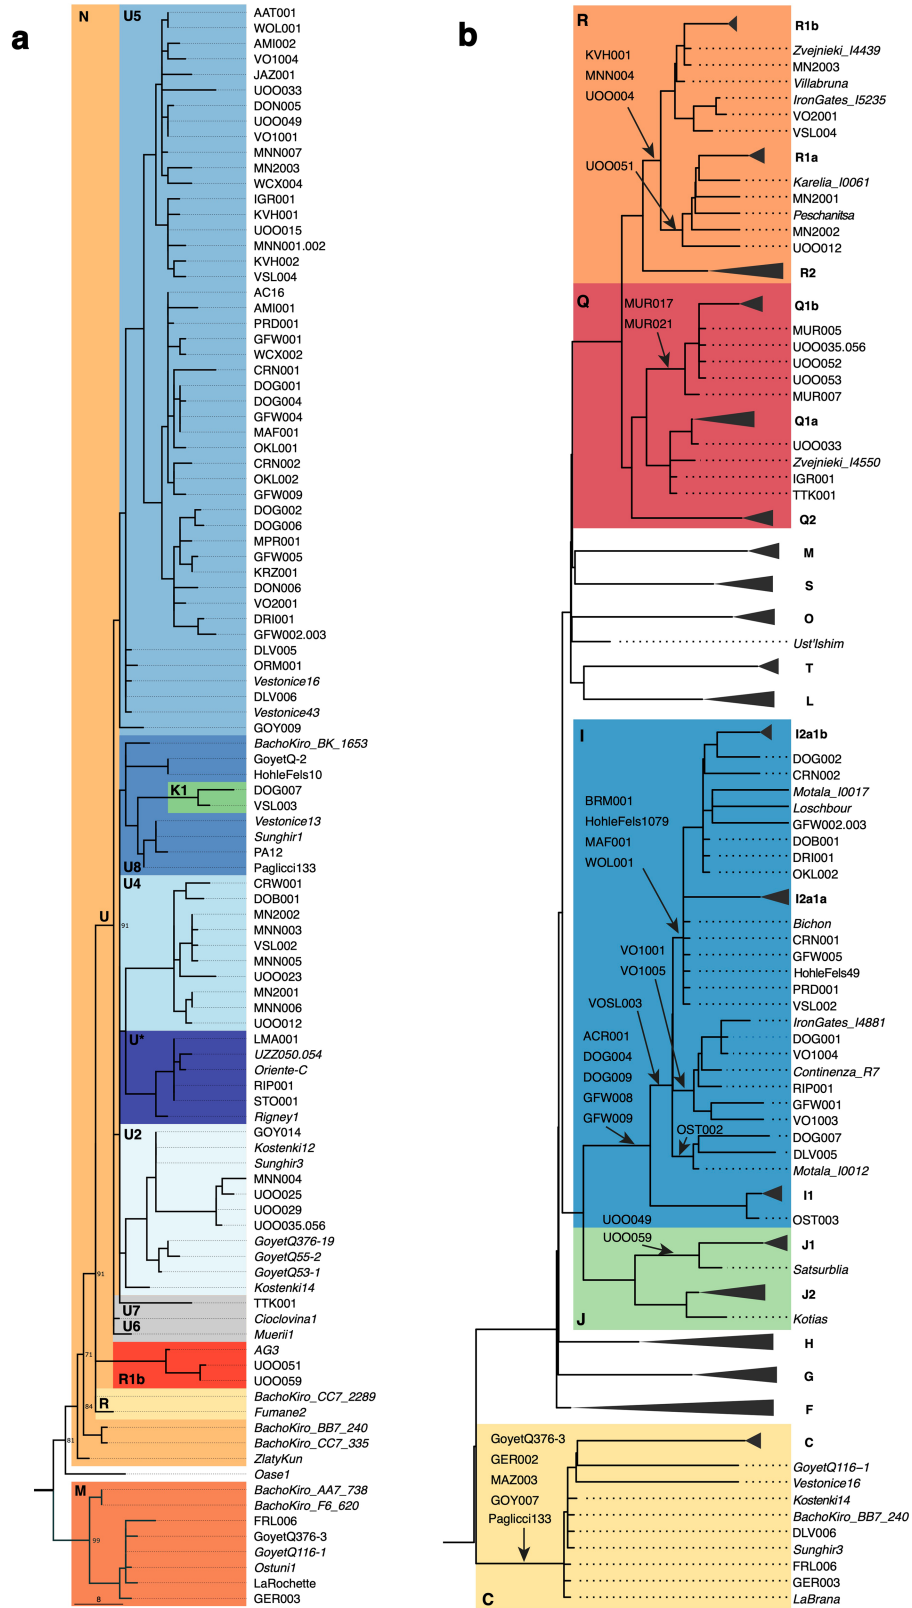 a
N
U5
AAT001
WOL001
AMI002
VO1004
JAZ001
UOO033
DON005
UOO049
VO1001
MNN007
MN2003
WCX004
IGR001
KVH001
UOO015
MNN001.002
KVH002
VSL004
AC16
AMI001
PRD001
GFW001
WCX002
CRN001
DOG001
DOG004
GFW004
MAF001
OKL001
CRN002
OKL002
GFW009
DOG002
DOG006
MPR001
GFW005
KRZ001
DON006
VO2001
DRI001
GFW002.003
DLV005
ORM001
Vestonice16
DLV006
Vestonice43
GOY009
BachoKiro_BK_1653
GoyetQ-2
HohleFels10
K1
DOG007
VSL003
Vestonice13
Sunghir1
PA12
U8
Paglicci133
U4
CRW001
DOB001
MN2002
U
MNN003
91
VSL002
MNN005
UOO023
MN2001
MNN006
UOO012
U*
LMA001
UZZ050.054
Oriente-C
RIP001
STO001
Rigney1
U2
GOY014
Kostenki12
Sunghir3
MNN004
UOO025
UOO029
UOO035.056
GoyetQ376-19
GoyetQ55-2
91
GoyetQ53-1
Kostenki14
U7
TTK001
U6
Cioclovina1
Muerii1
71
AG3
UOO051
R1b
UOO059
R
BachoKiro_CC7_2289
84
Fumane2
BachoKiro_BB7_240
81
BachoKiro_CC7_335
ZlatyKun
Oase1
M
BachoKiro_AA7_738
BachoKiro_F6_620
FRL006
99
GoyetQ376-3
GoyetQ116-1
Ostuni1
LaRochette
8
GER003
b
R
R1b
KVH001
Zvejnieki_I4439
MNN004
MN2003
UOO004
Villabruna
IronGates_I5235
VO2001
VSL004
UOO051
R1a
Karelia_I0061
MN2001
Peschanitsa
MN2002
UOO012
R2
Q
MUR017
Q1b
MUR021
MUR005
UOO035.056
UOO052
UOO053
MUR007
Q1a
UOO033
Zvejnieki_I4550
IGR001
TTK001
Q2
M
S
O
Ust'Ishim
T
L
I
I2a1b
DOG002
CRN002
BRM001
Motala_I0017
HohleFels1079
Loschbour
MAF001
GFW002.003
WOL001
DOB001
DRI001
OKL002
I2a1a
Bichon
VO1001
CRN001
VO1005
GFW005
HohleFels49
VOSL003
PRD001
VSL002
ACR001
IronGates_I4881
DOG004
DOG001
DOG009
VO1004
GFW008
Continenza_R7
GFW009
RIP001
GFW001
VO1003
OST002
DOG007
DLV005
Motala_I0012
I1
UOO049
OST003
UOO059
J1
Satsurblia
J2
J
Kotias
H
G
F
GoyetQ376-3
C
GER002
GoyetQ116–1
MAZ003
Vestonice16
GOY007
Kostenki14
Paglicci133
BachoKiro_BB7_240
DLV006
Sunghir3
FRL006
GER003
C
LaBrana